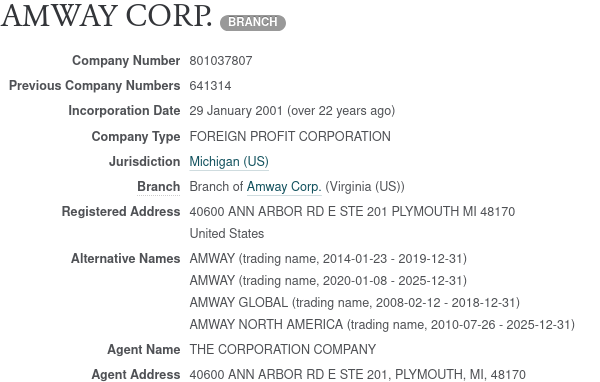 AMWAY CORP. BRANCH
Company Number 801037807
Previous Company Numbers 641314
Incorporation Date 29 January 2001 (over 22 years ago)
Company Type FOREIGN PROFIT CORPORATION
Jurisdiction Michigan (US)
Branch Branch of Amway Corp. (Virginia (US))
Registered Address 40600 ANN ARBOR RD E STE 201 PLYMOUTH MI 48170
United States
Alternative Names AMWAY (trading name, 2014-01-23 - 2019-12-31)
AMWAY (trading name, 2020-01-08 - 2025-12-31)
AMWAY GLOBAL (trading name, 2008-02-12 - 2018-12-31)
AMWAY NORTH AMERICA (trading name, 2010-07-26 - 2025-12-31)
Agent Name THE CORPORATION COMPANY
Agent Address 40600 ANN ARBOR RD E STE 201, PLYMOUTH, MI, 48170